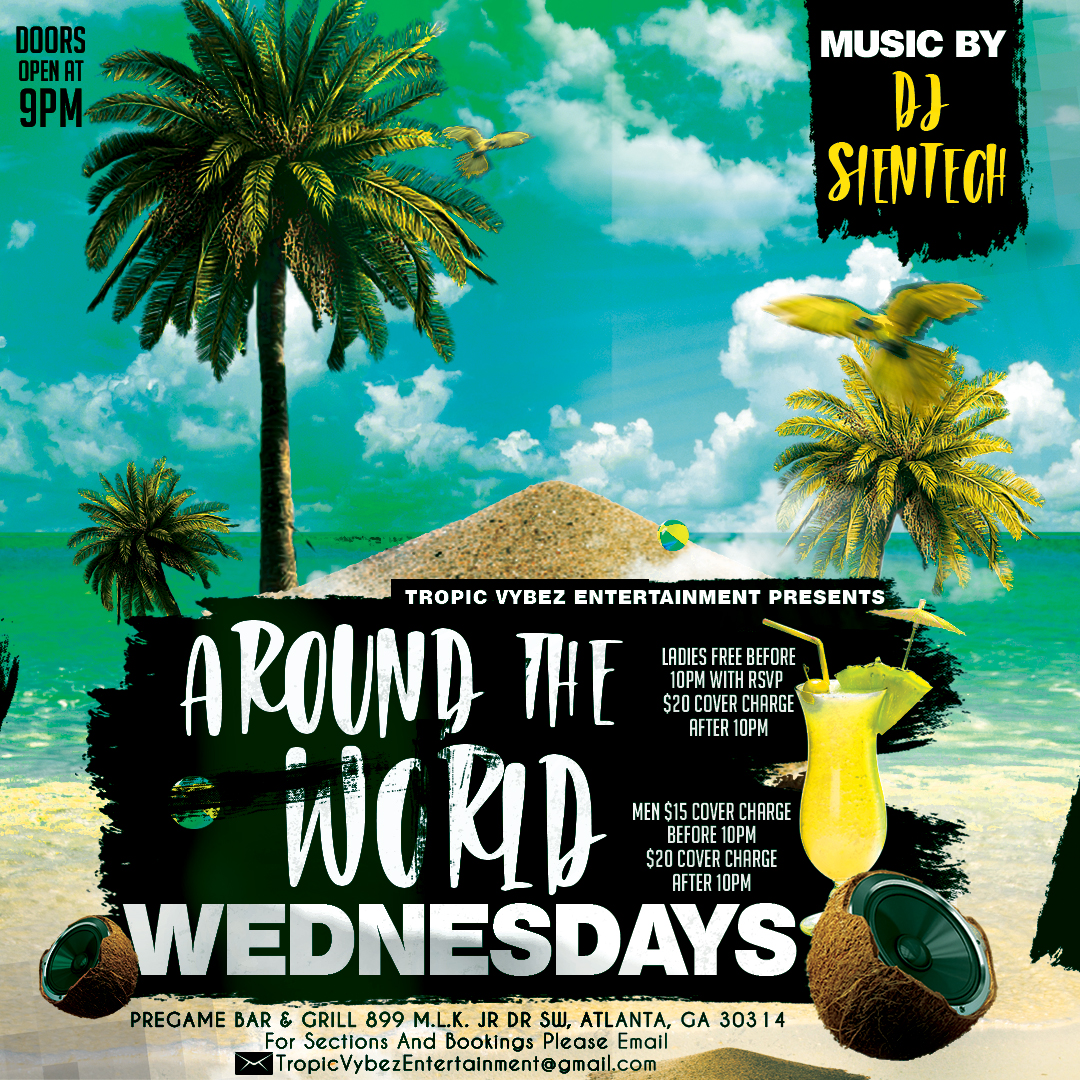 DOORS
OPEN AT
9PM
MUSIC BY
DJ
SIENTECH
TROPIC VYBEZ ENTERTAINMENT PRESENTS
AROUND THE
WORLD
WEDNESDAYS
LADIES FREE BEFORE
10PM WITH RSVP
$20 COVER CHARGE
AFTER 10PM
MEN $15 COVER CHARGE
BEFORE 10PM
$20 COVER CHARGE
AFTER 10PM
PREGAME BAR & GRILL 899 M.L.K. JR DR SW, ATLANTA, GA 30314
For Sections And Bookings Please Email
TropicVybezEntertainment@gmail.com